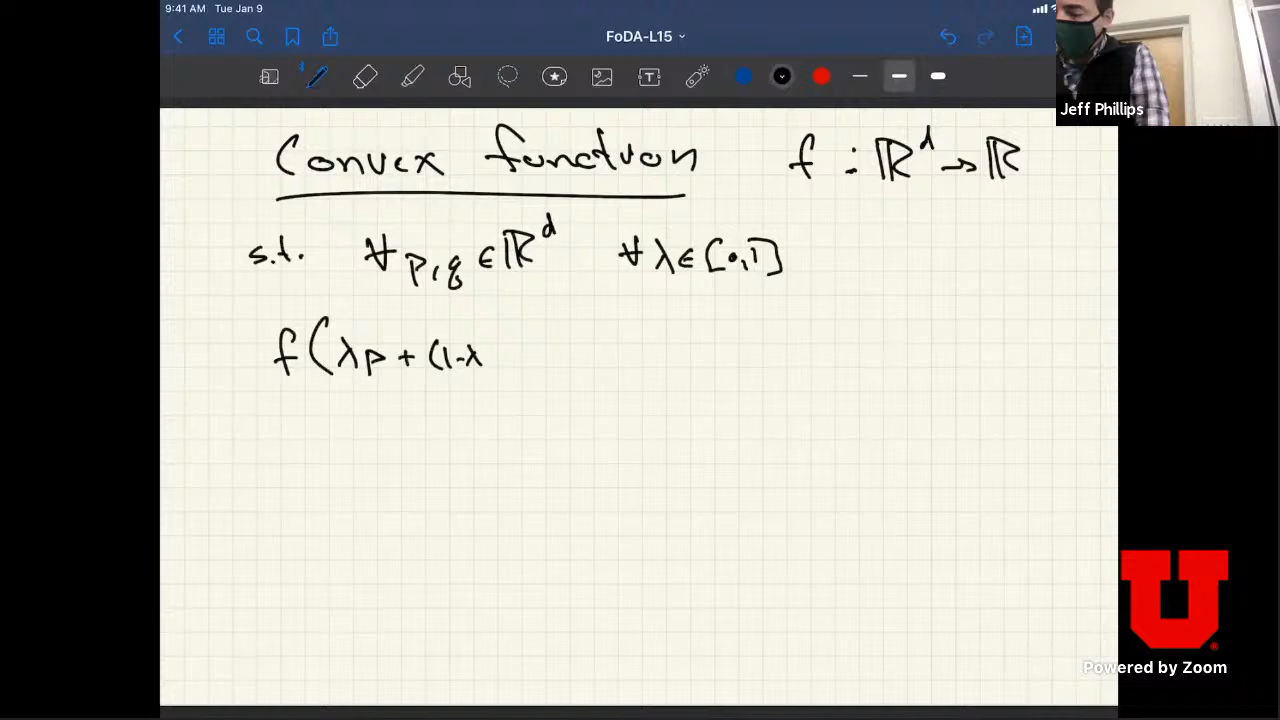 9:41 AM Tue Jan 9
FoDA-L15
Jeff Phillips
Convex function f : ℝ^d → ℝ
s.t. ∀ p, q ∈ ℝ^d ∀ λ ∈ [0,1]
f(λp + (1-λ
U
Powered by Zoom